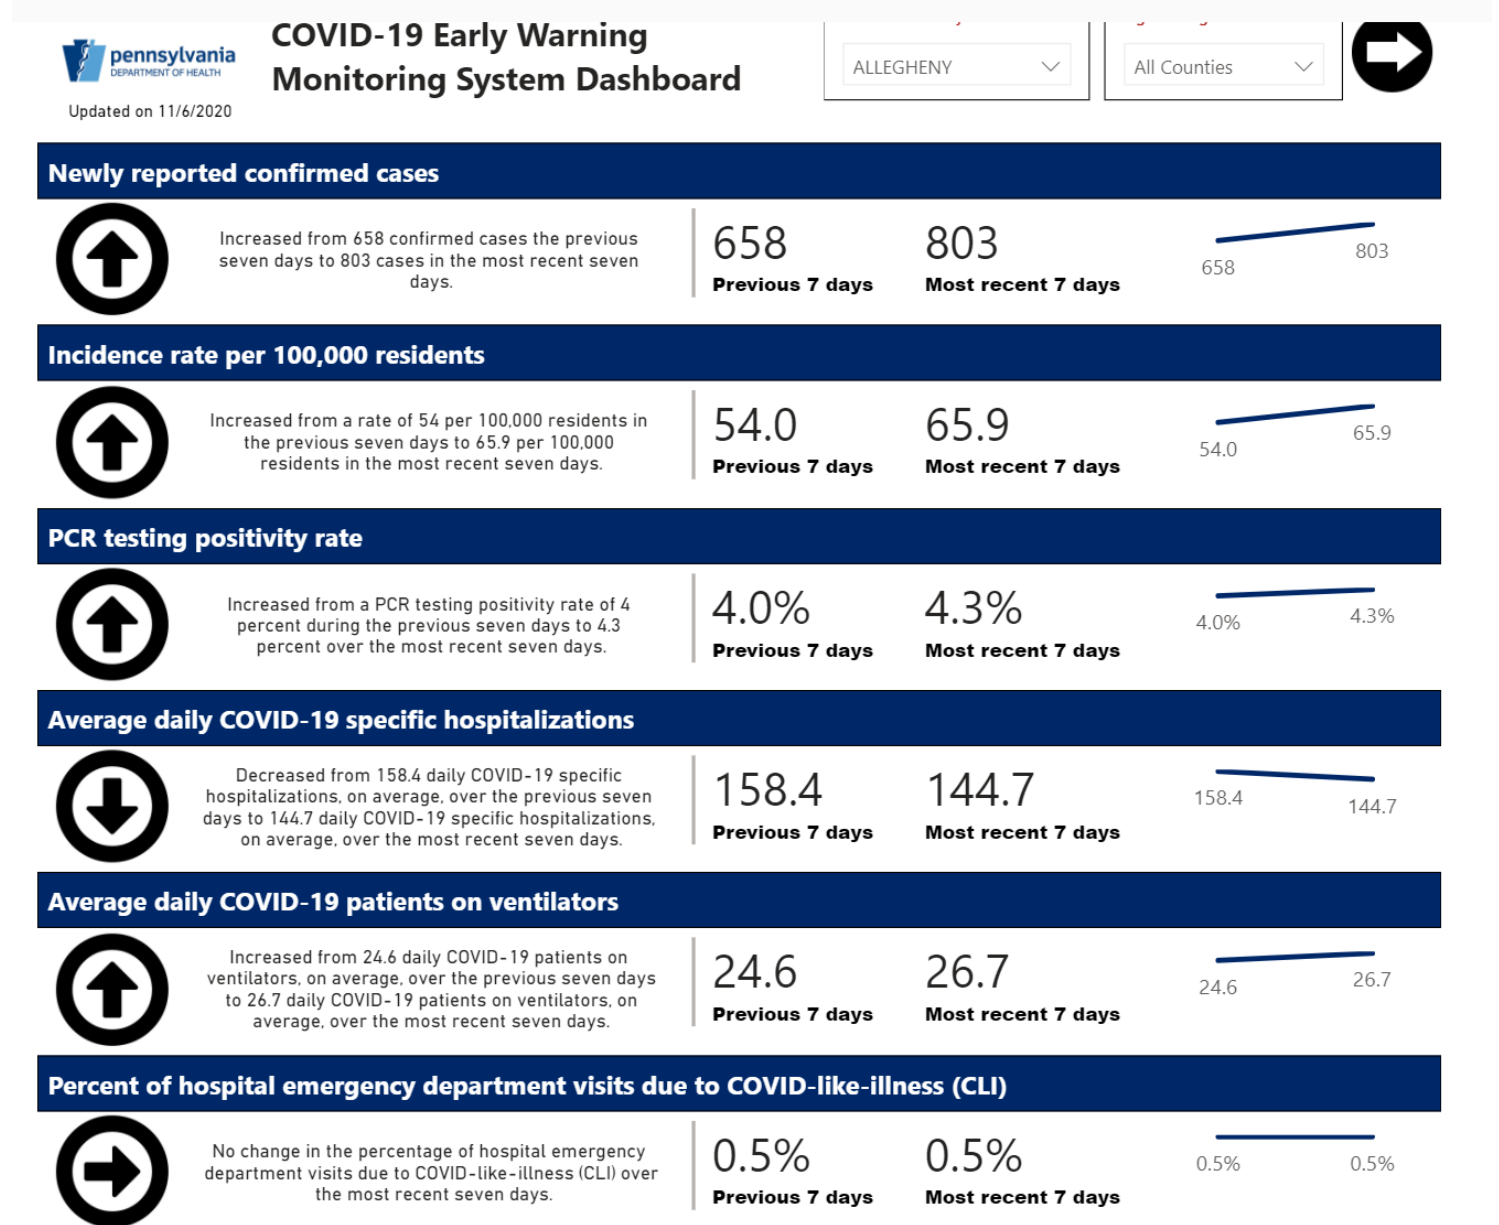 COVID-19 Early Warning
Monitoring System Dashboard
pennsylvania
DEPARTMENT OF HEALTH
Updated on 11/6/2020
ALLEGHENY
All Counties
Newly reported confirmed cases
Increased from 658 confirmed cases the previous
seven days to 803 cases in the most recent seven
days.
658
Previous 7 days
803
Most recent 7 days
658
803
Incidence rate per 100,000 residents
Increased from a rate of 54 per 100,000 residents in
the previous seven days to 65.9 per 100,000
residents in the most recent seven days.
54.0
Previous 7 days
65.9
Most recent 7 days
54.0
65.9
PCR testing positivity rate
Increased from a PCR testing positivity rate of 4
percent during the previous seven days to 4.3
percent over the most recent seven days.
4.0%
Previous 7 days
4.3%
Most recent 7 days
4.0%
4.3%
Average daily COVID-19 specific hospitalizations
Decreased from 158.4 daily COVID-19 specific
hospitalizations, on average, over the previous seven
days to 144.7 daily COVID-19 specific hospitalizations,
on average, over the most recent seven days.
158.4
Previous 7 days
144.7
Most recent 7 days
158.4
144.7
Average daily COVID-19 patients on ventilators
Increased from 24.6 daily COVID-19 patients on
ventilators, on average, over the previous seven days
to 26.7 daily COVID-19 patients on ventilators, on
average, over the most recent seven days.
24.6
Previous 7 days
26.7
Most recent 7 days
24.6
26.7
Percent of hospital emergency department visits due to COVID-like-illness (CLI)
No change in the percentage of hospital emergency
department visits due to COVID-like-illness (CLI) over
the most recent seven days.
0.5%
Previous 7 days
0.5%
Most recent 7 days
0.5%
0.5%